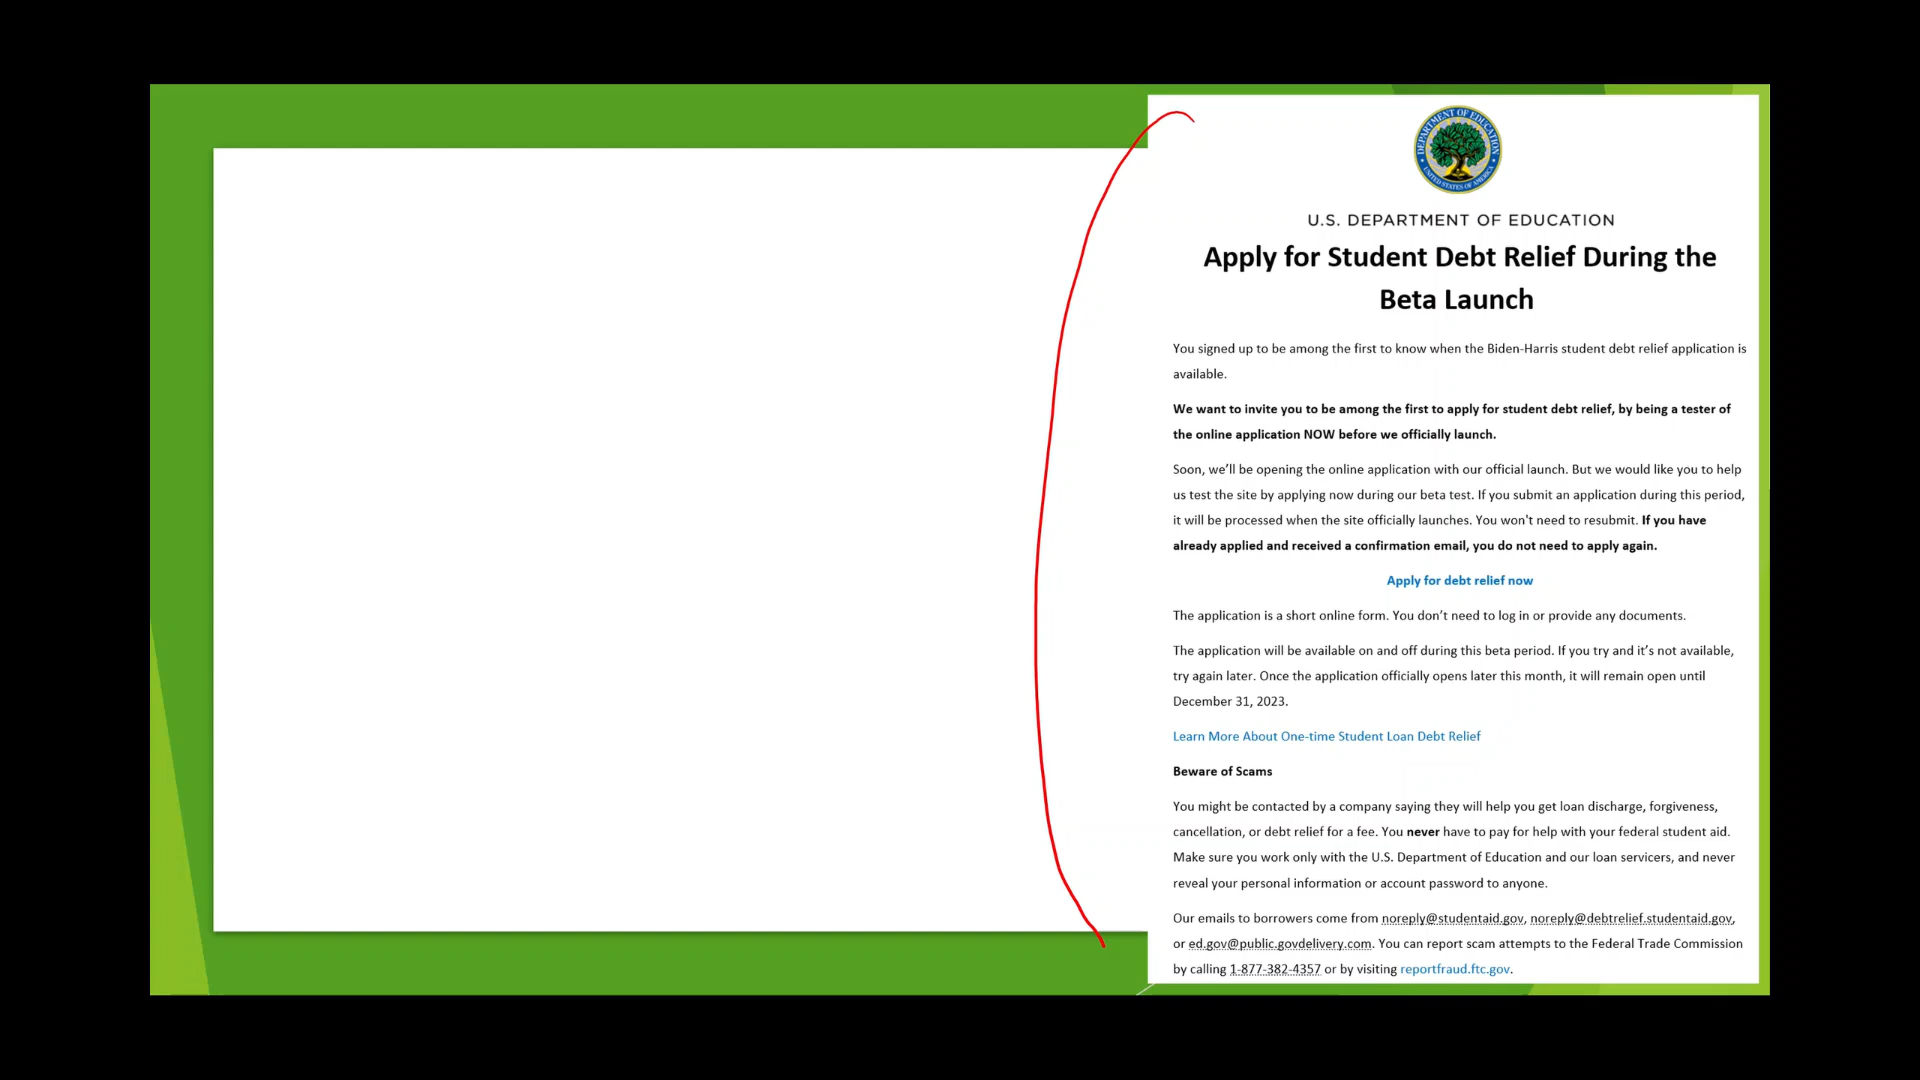 DEPARTMENT OF EDUCATION
UNITED STATES OF AMERICA
U.S. DEPARTMENT OF EDUCATION
Apply for Student Debt Relief During the
Beta Launch
You signed up to be among the first to know when the Biden-Harris student debt relief application is
available.
We want to invite you to be among the first to apply for student debt relief, by being a tester of
the online application NOW before we officially launch.
Soon, we’ll be opening the online application with our official launch. But we would like you to help
us test the site by applying now during our beta test. If you submit an application during this period,
it will be processed when the site officially launches. You won't need to resubmit. If you have
already applied and received a confirmation email, you do not need to apply again.
Apply for debt relief now
The application is a short online form. You don’t need to log in or provide any documents.
The application will be available on and off during this beta period. If you try and it’s not available,
try again later. Once the application officially opens later this month, it will remain open until
December 31, 2023.
Learn More About One-time Student Loan Debt Relief
Beware of Scams
You might be contacted by a company saying they will help you get loan discharge, forgiveness,
cancellation, or debt relief for a fee. You never have to pay for help with your federal student aid.
Make sure you work only with the U.S. Department of Education and our loan servicers, and never
reveal your personal information or account password to anyone.
Our emails to borrowers come from noreply@studentaid.gov, noreply@debtrelief.studentaid.gov,
or ed.gov@public.govdelivery.com. You can report scam attempts to the Federal Trade Commission
by calling 1-877-382-4357 or by visiting reportfraud.ftc.gov.